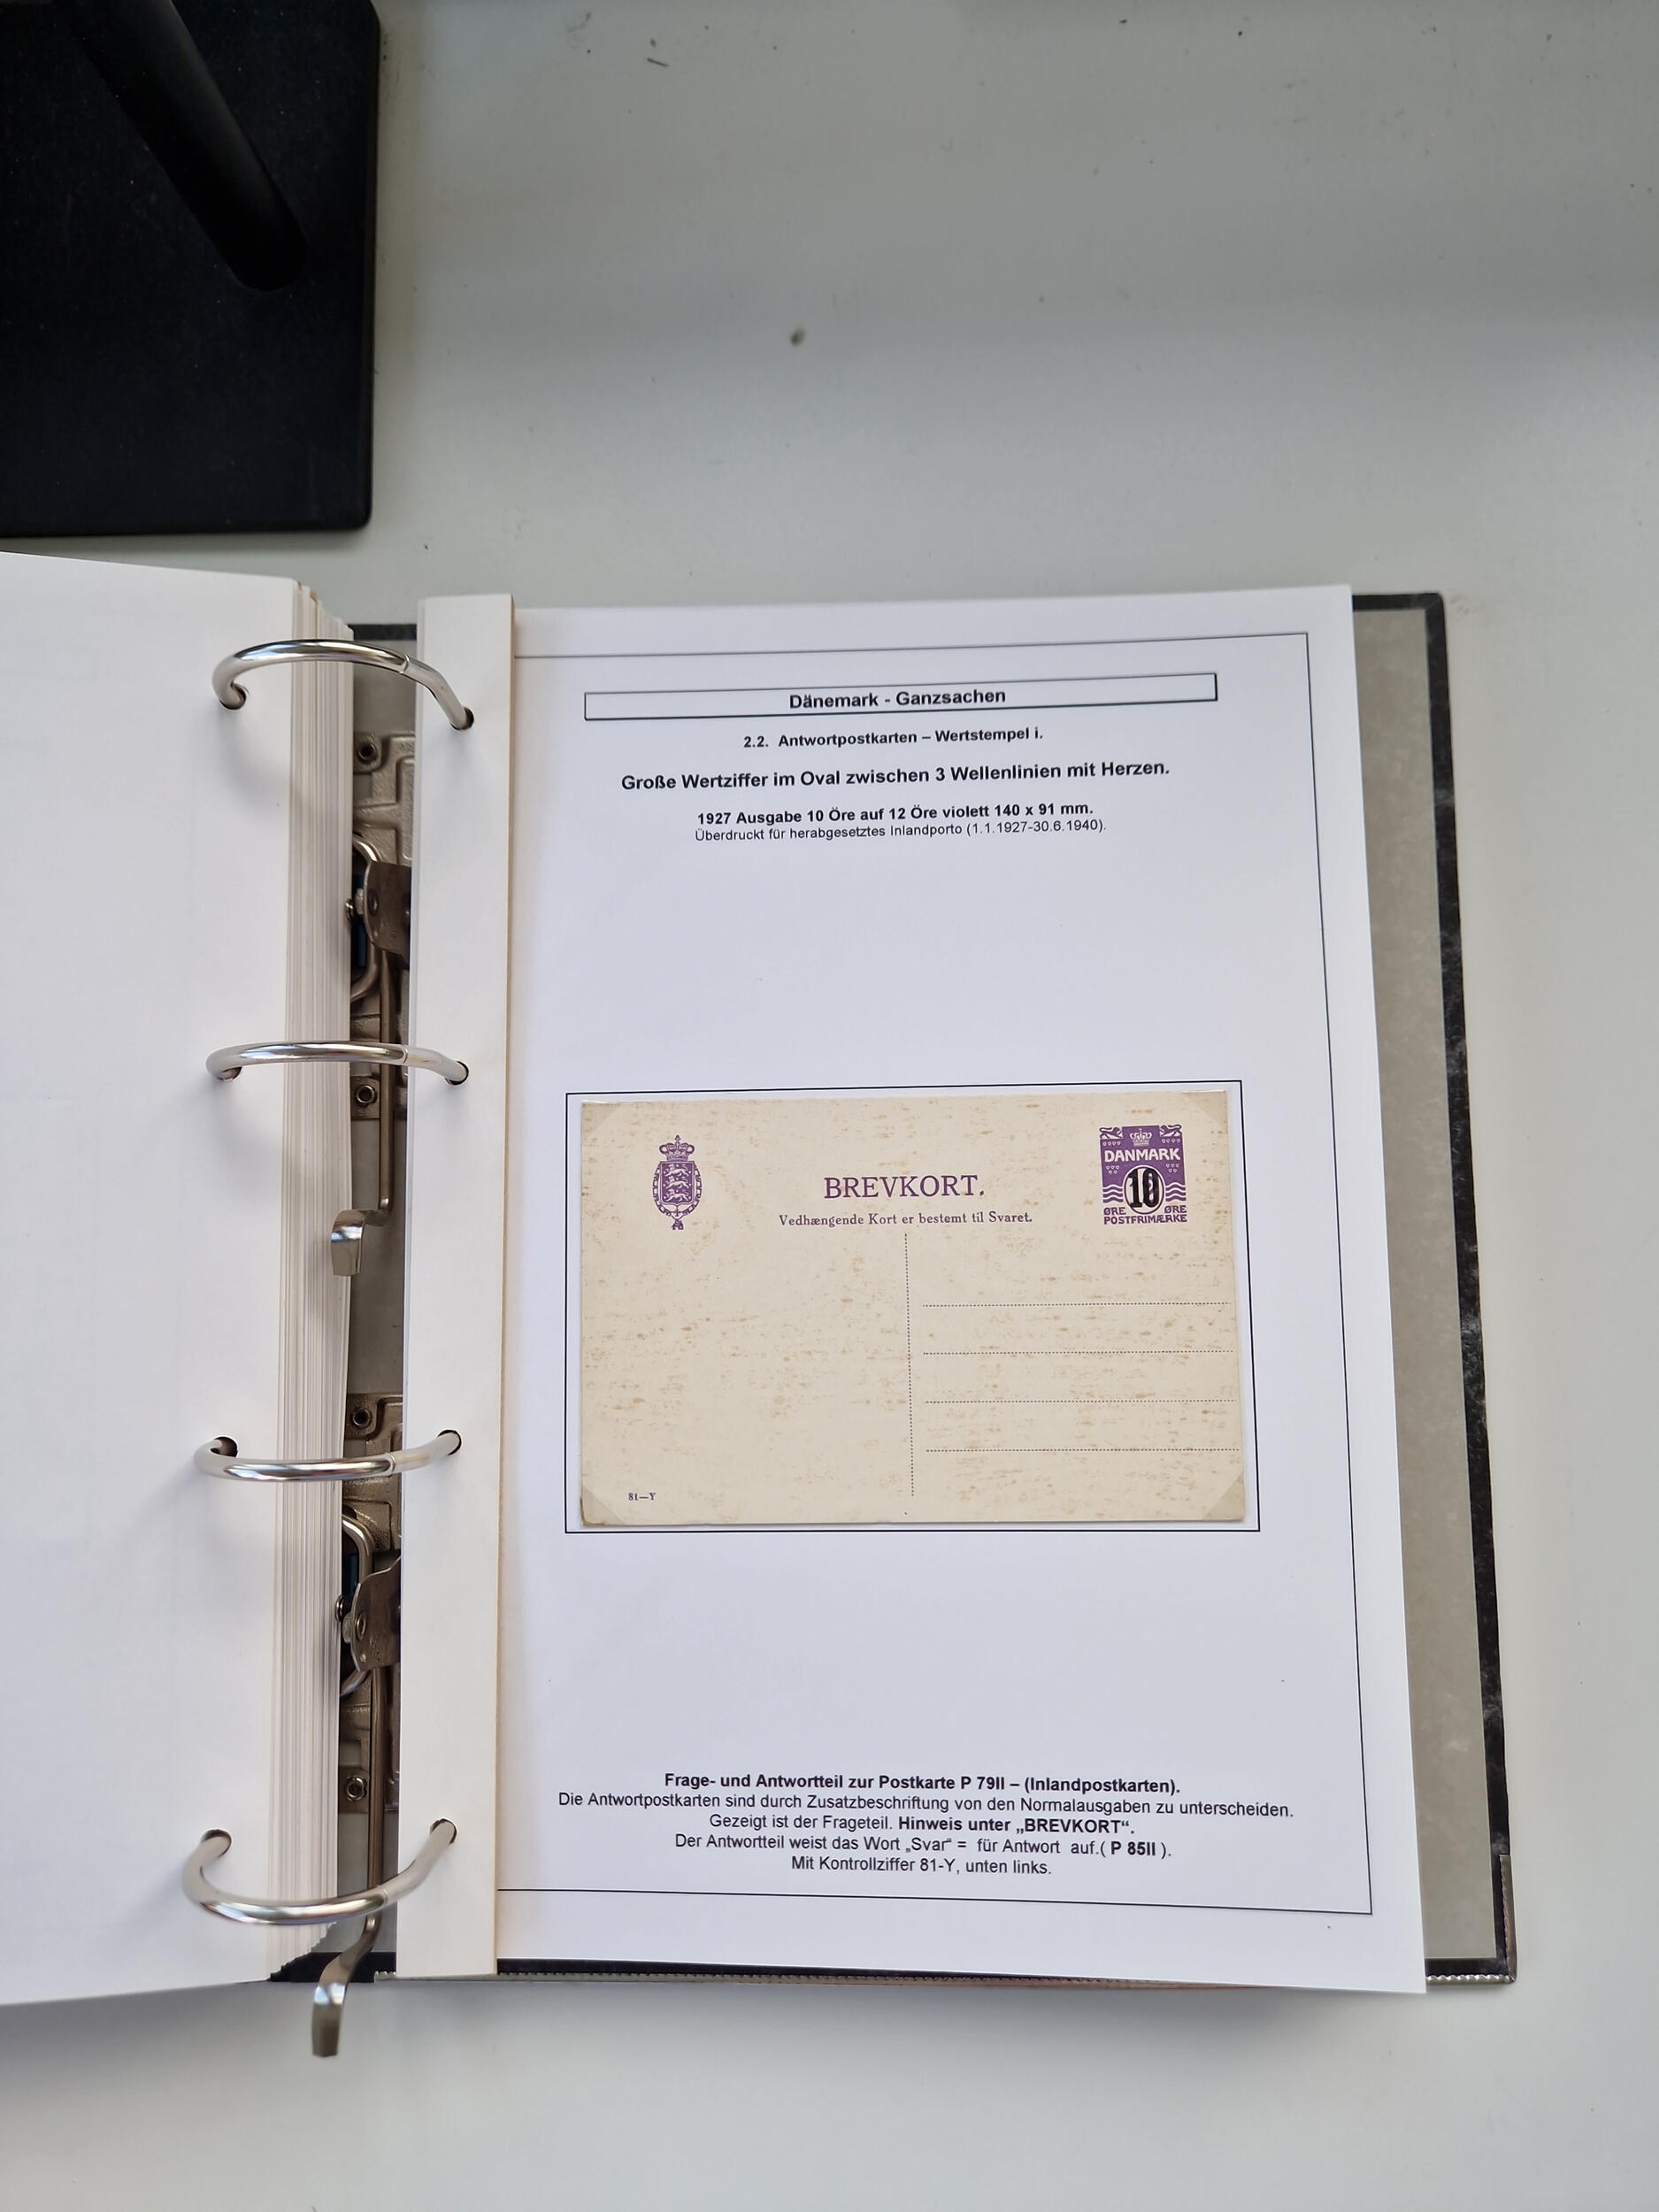 Dänemark - Ganzsachen
2.2. Antwortpostkarten – Wertstempel i.
Große Wertziffer im Oval zwischen 3 Wellenlinien mit Herzen.
1927 Ausgabe 10 Öre auf 12 Öre violett 140 x 91 mm.
Überdruckt für herabgesetztes Inlandporto (1.1.1927-30.6.1940).
DANMARK
10
ØRE ØRE
POSTFRIMÆRKE
BREVKORT.
Vedhængende Kort er bestemt til Svaret.
81—Y
Frage- und Antwortteil zur Postkarte P 79II – (Inlandpostkarten).
Die Antwortpostkarten sind durch Zusatzbeschriftung von den Normalausgaben zu unterscheiden.
Gezeigt ist der Frageteil. Hinweis unter „BREVKORT“.
Der Antwortteil weist das Wort „Svar“ = für Antwort auf.( P 85II ).
Mit Kontrollziffer 81-Y, unten links.